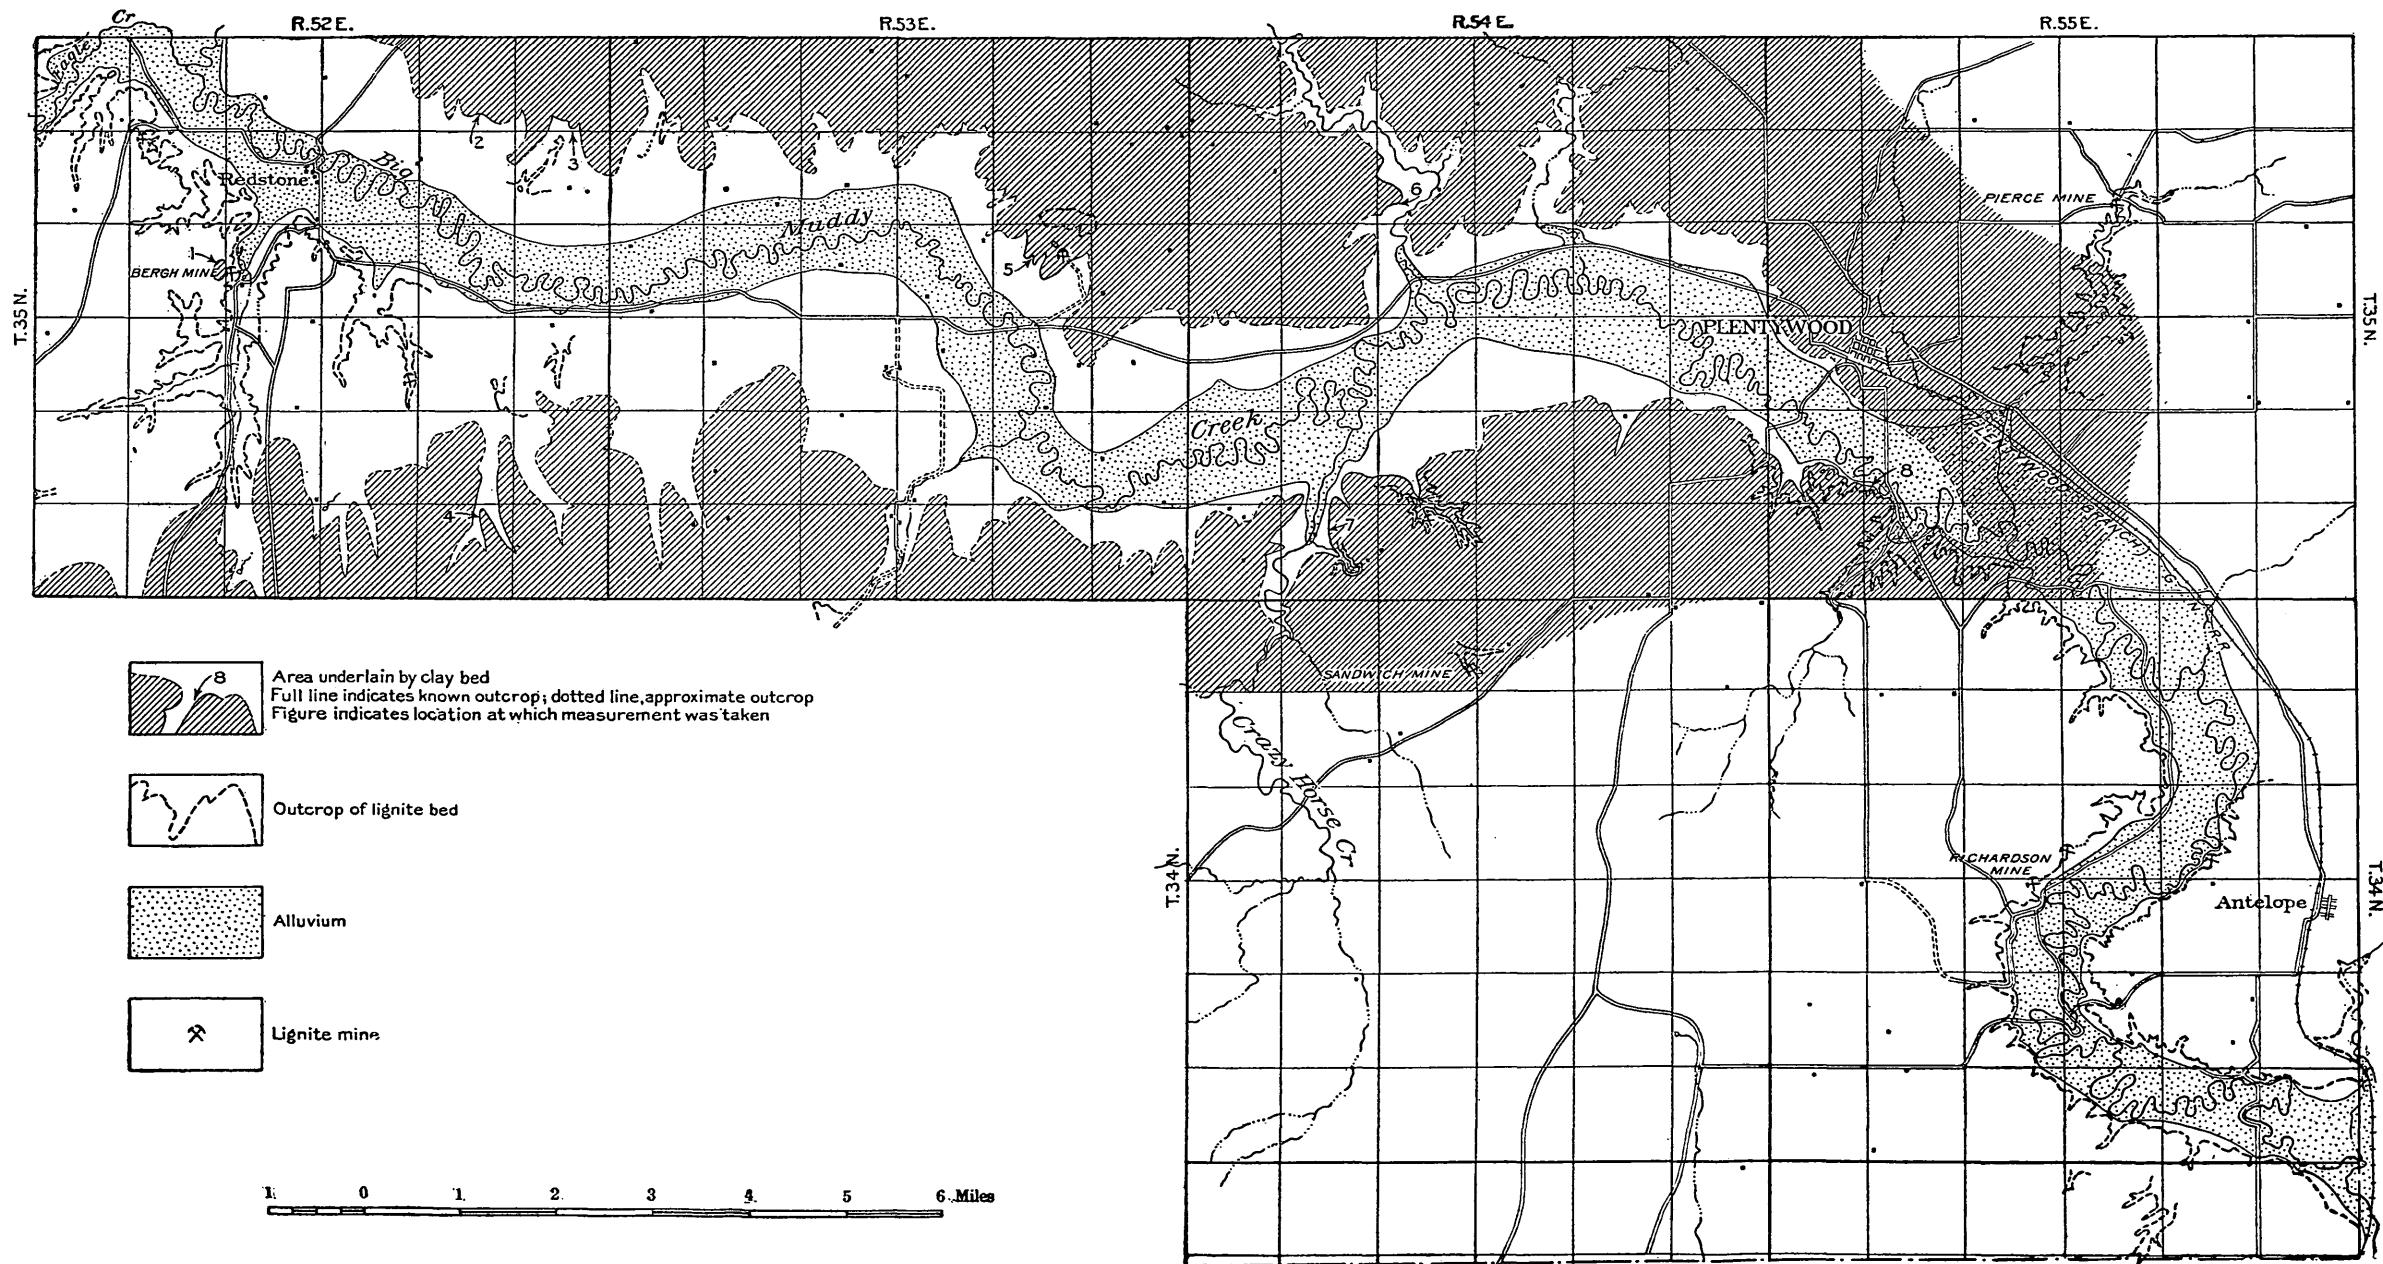 Cr
R.52 E.
R.53 E.
R.54 E.
R.55 E.
Eagle
Big
Muddy
Creek
Redstone
2
3
1
BERGH MINE
5
6
PIERCE MINE
T.35 N.
T.35 N.
PLENTYWOOD
4
7
8
SANDWICH MINE
Crazy Horse Cr
8
Area underlain by clay bed
Full line indicates known outcrop; dotted line, approximate outcrop
Figure indicates location at which measurement was taken
Outcrop of lignite bed
Alluvium
Lignite mine
T.34 N.
T.34 N.
RICHARDSON
MINE
Antelope
1 0 1 2 3 4 5 6 Miles